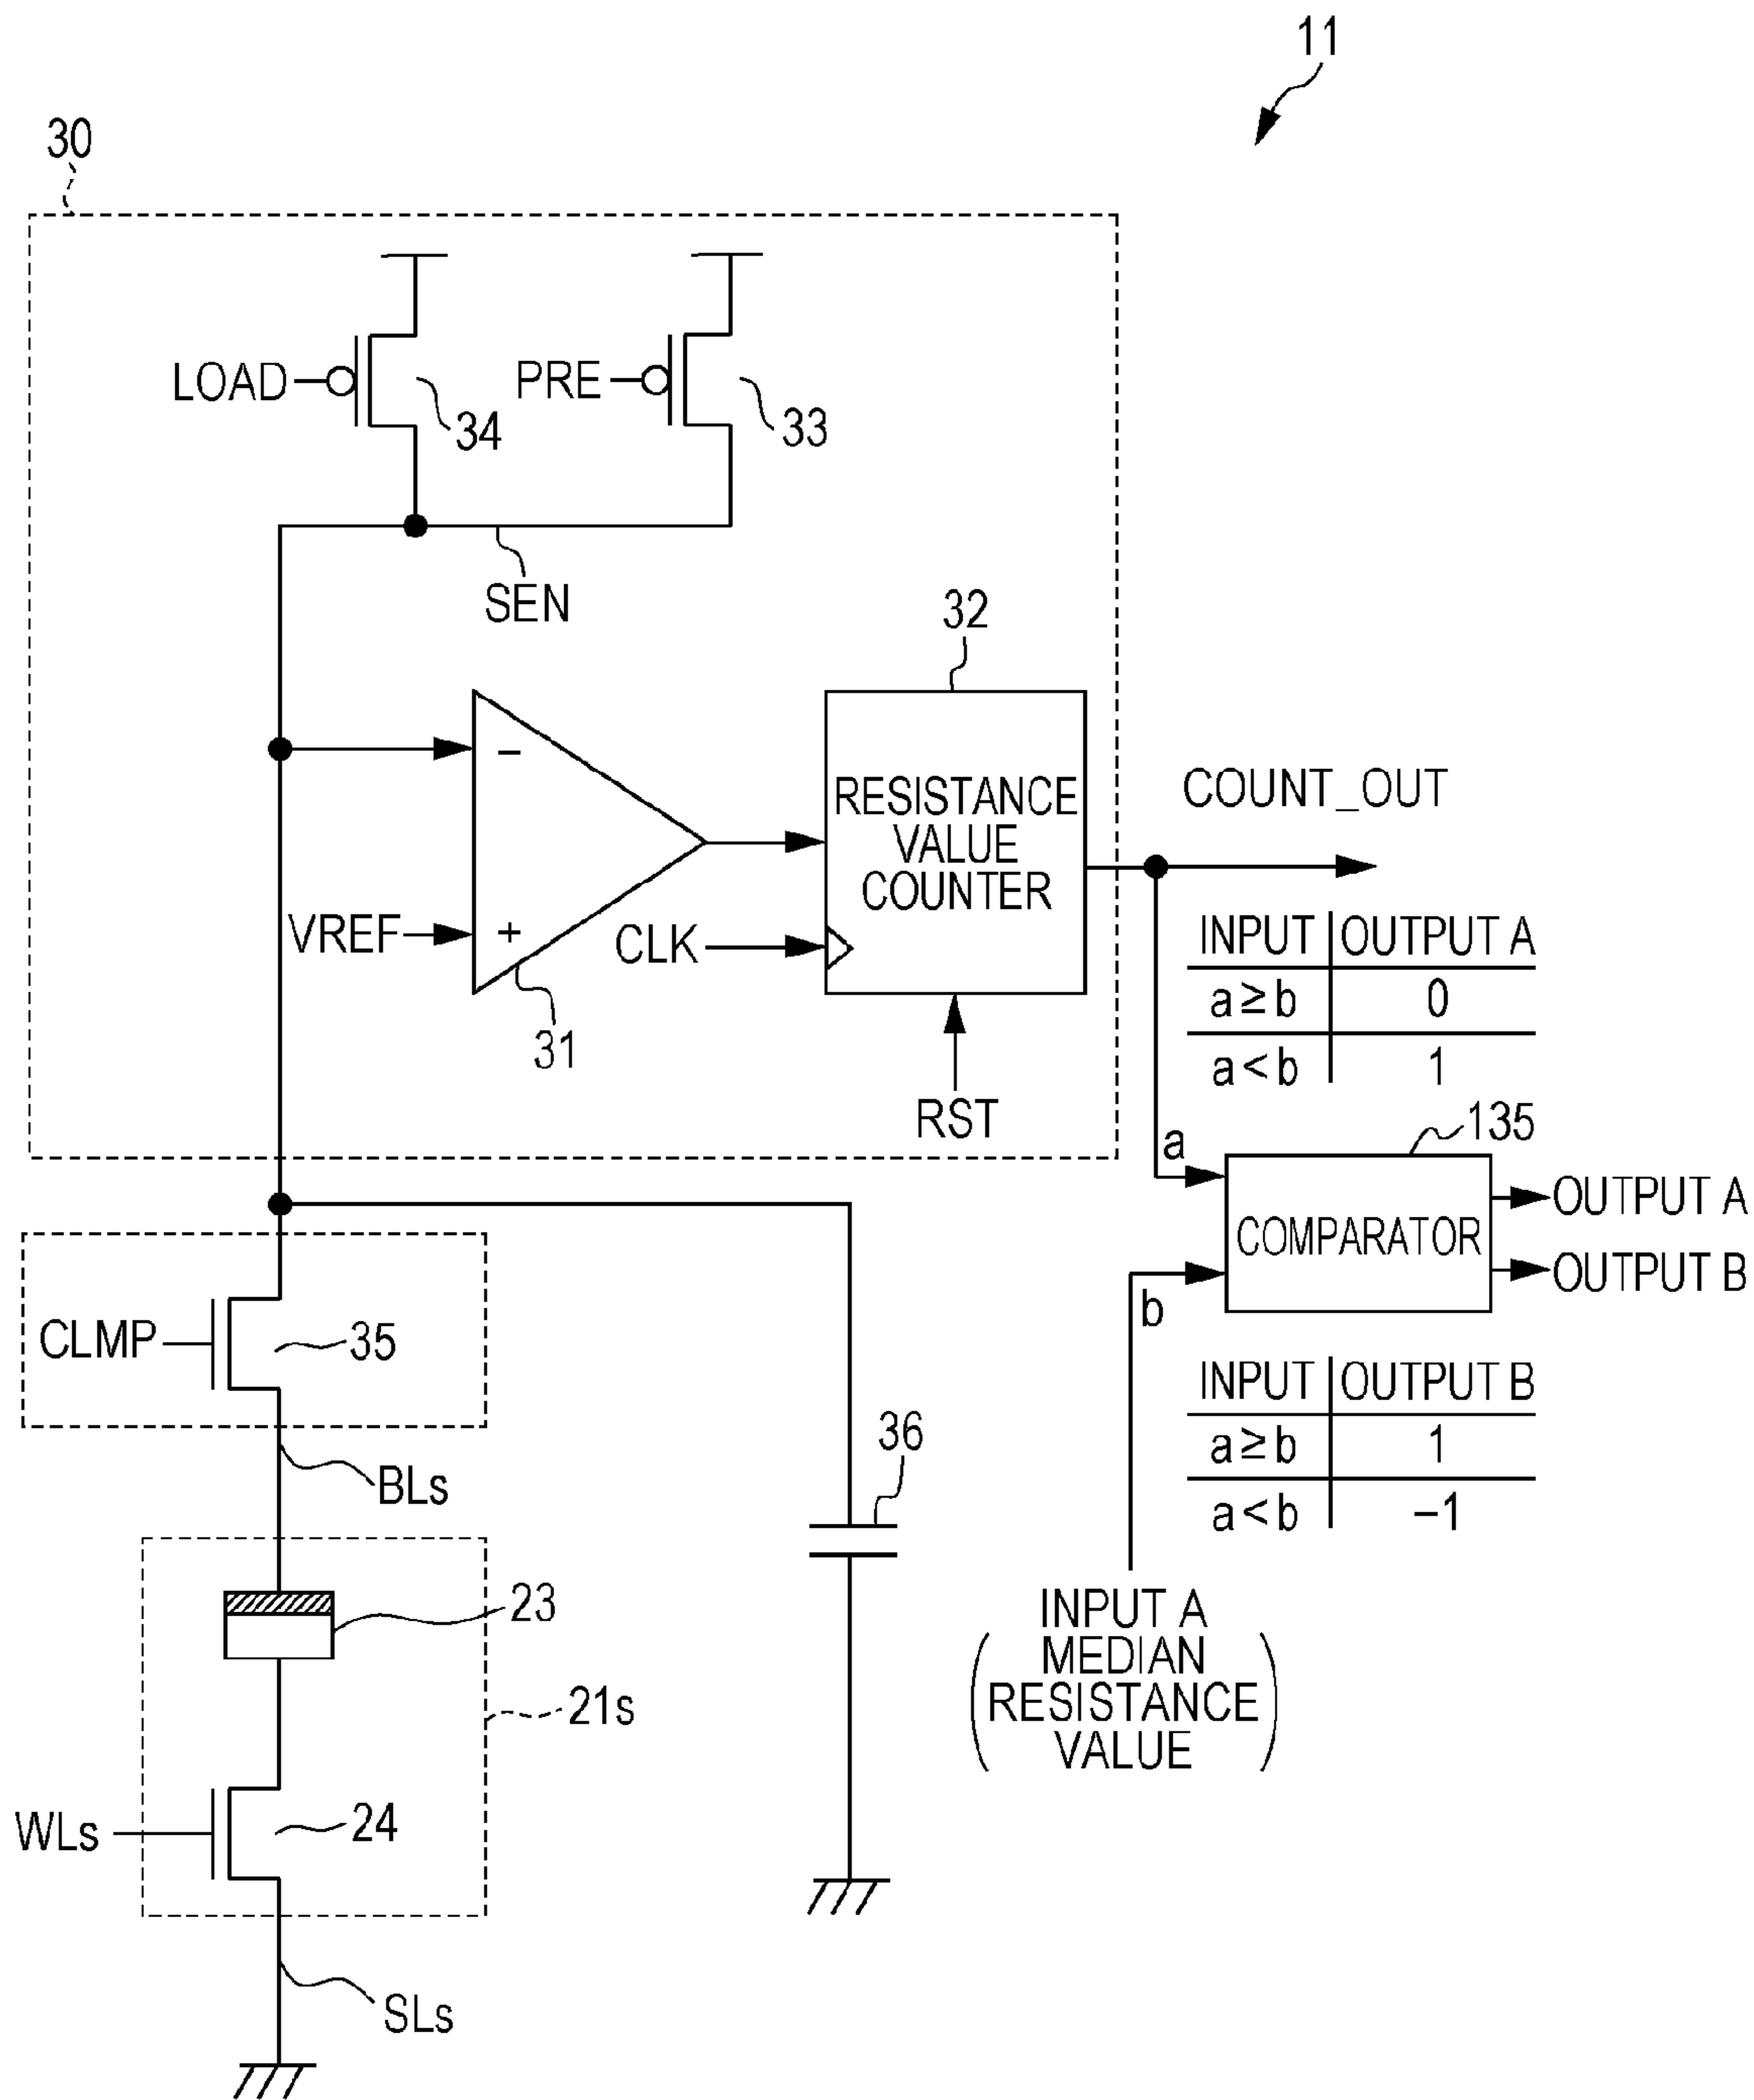 11
30
LOAD
34
PRE
33
SEN
32
RESISTANCE
VALUE
COUNTER
COUNT_OUT
VREF
−
+
31
CLK
RST
INPUT OUTPUT A
a ≥ b 0
a < b 1
135
a
b
COMPARATOR
OUTPUT A
OUTPUT B
CLMP
35
BLs
36
INPUT OUTPUT B
a ≥ b 1
a < b −1
23
21s
INPUT A
(MEDIAN
RESISTANCE
VALUE)
WLs
24
SLs